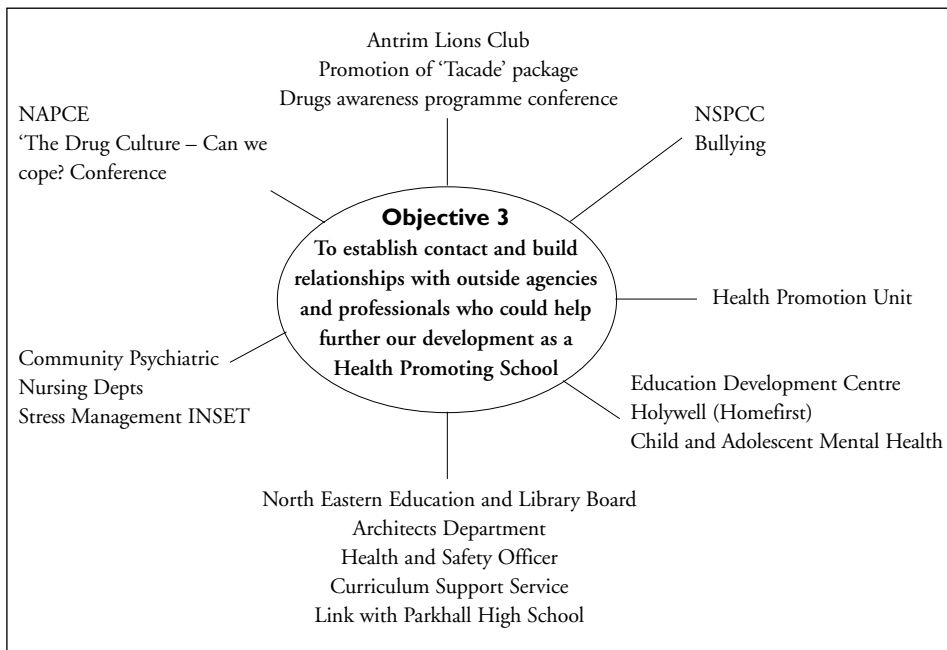 Antrim Lions Club
Promotion of ‘Tacade’ package
Drugs awareness programme conference
NAPCE
‘The Drug Culture – Can we
cope? Conference
NSPCC
Bullying
Objective 3
To establish contact and build
relationships with outside agencies
and professionals who could help
further our development as a
Health Promoting School
Health Promotion Unit
Community Psychiatric
Nursing Depts
Stress Management INSET
Education Development Centre
Holywell (Homefirst)
Child and Adolescent Mental Health
North Eastern Education and Library Board
Architects Department
Health and Safety Officer
Curriculum Support Service
Link with Parkhall High School